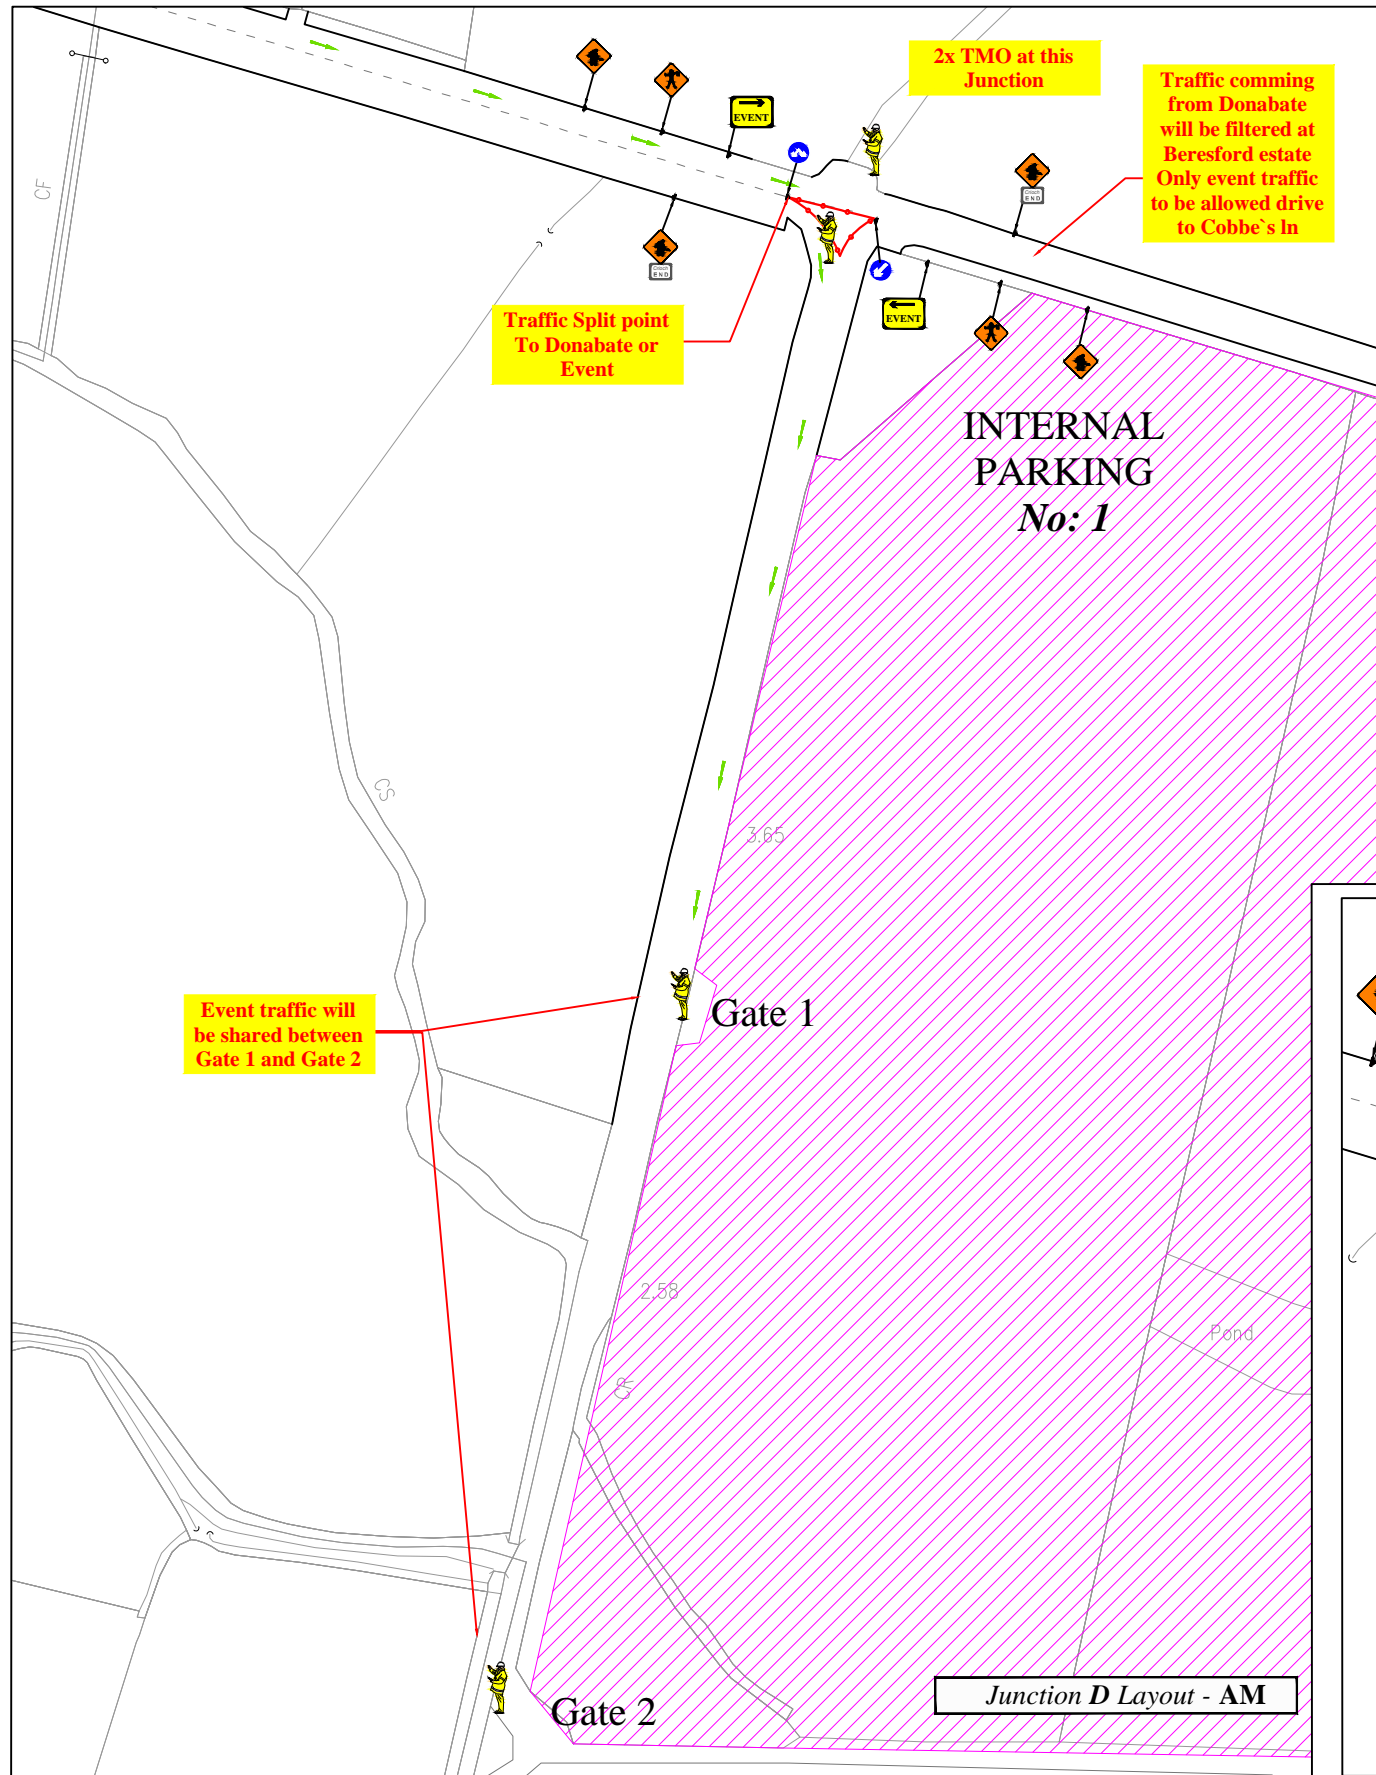 2x TMO at this
Junction
Traffic comming
from Donabate
will be filtered at
Beresford estate
Only event traffic
to be allowed drive
to Cobbe`s ln
EVENT
CF
END
END
EVENT
Traffic Split point
To Donabate or
Event
INTERNAL
PARKING
No: 1
CS
3.65
Gate 1
Event traffic will
be shared between
Gate 1 and Gate 2
2.58
Pond
Junction D Layout - AM
Gate 2